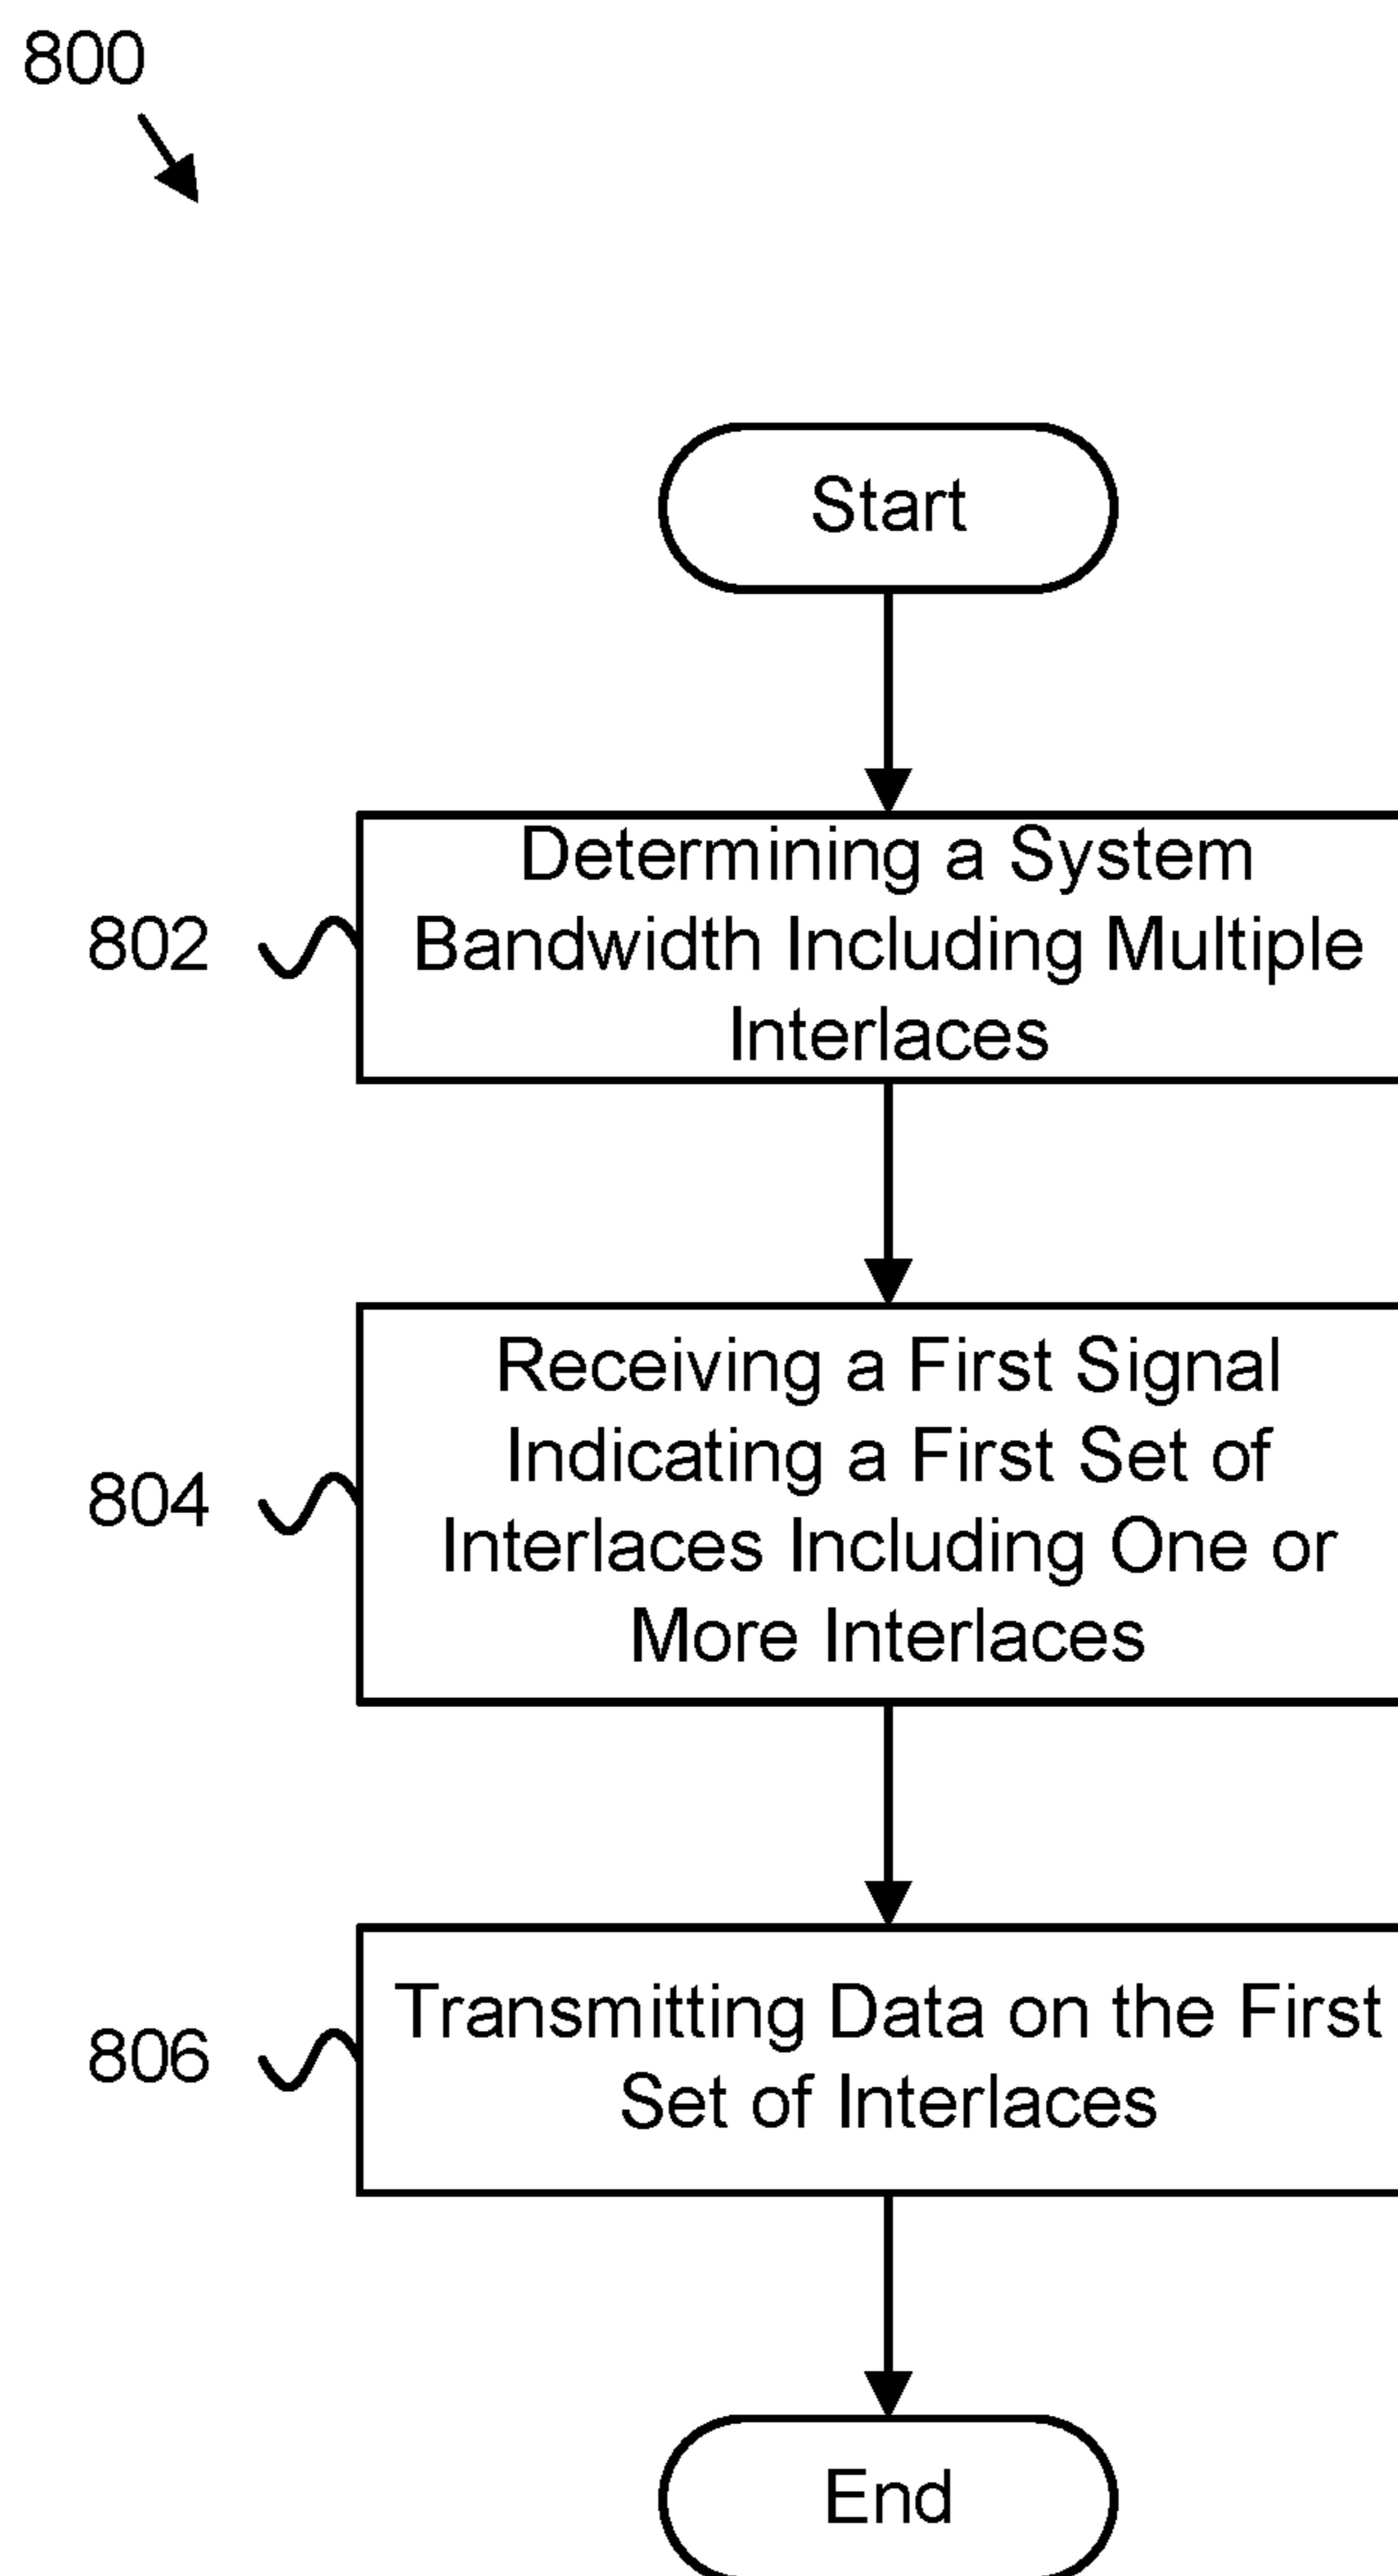 800
Start
802
Determining a System
Bandwidth Including Multiple
Interlaces
804
Receiving a First Signal
Indicating a First Set of
Interlaces Including One or
More Interlaces
806
Transmitting Data on the First
Set of Interlaces
End